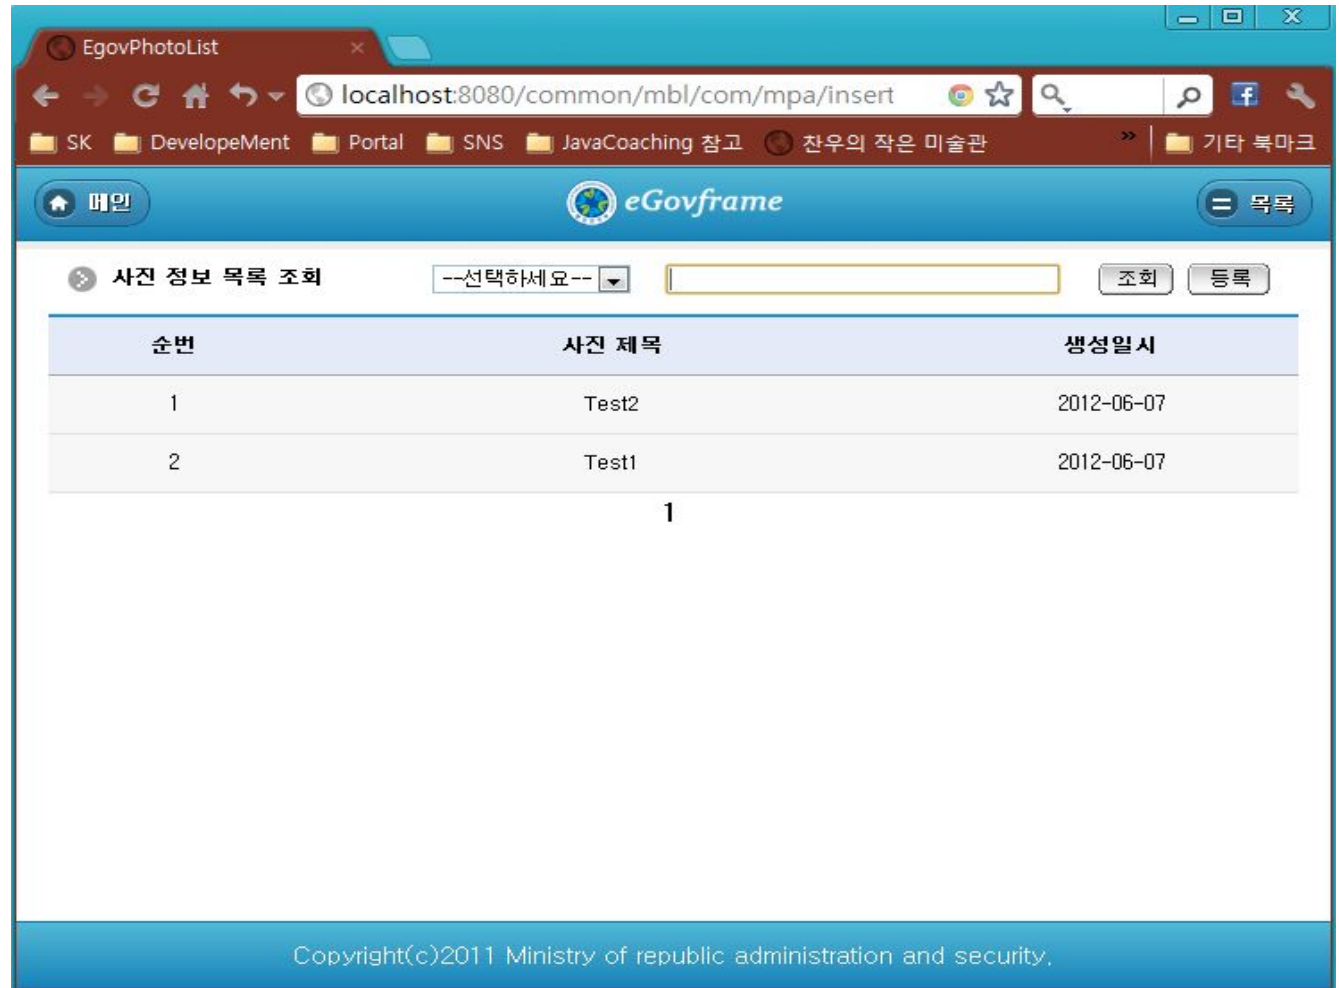 EgovPhotoList
localhost:8080/common/mbl/com/mpa/insert
SK DevelopeMent Portal SNS JavaCoaching 참고 찬우의 작은 미술관 » 기타 북마크
메인 eGovframe 목록
사진 정보 목록 조회 --선택하세요-- 조회 등록
순번 사진 제목 생성일시
1 Test2 2012-06-07
2 Test1 2012-06-07
1
Copyright(c)2011 Ministry of republic administration and security.